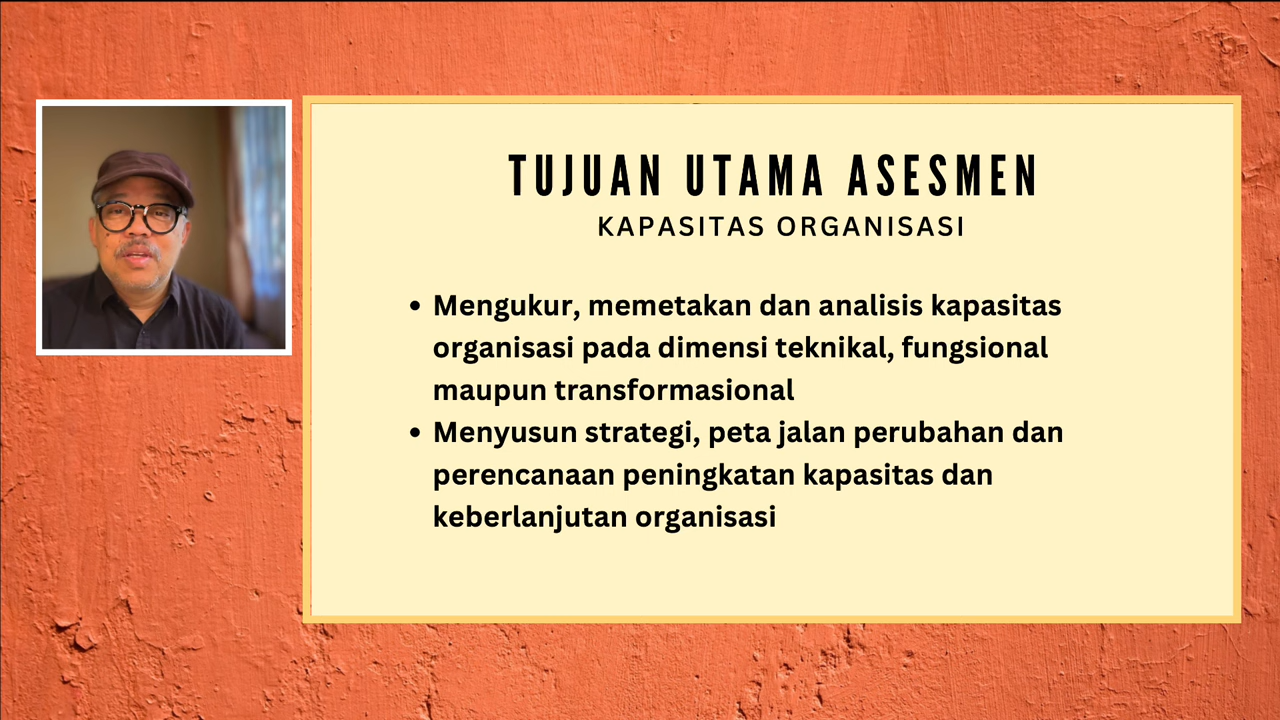 TUJUAN UTAMA ASESMEN
KAPASITAS ORGANISASI
• Mengukur, memetakan dan analisis kapasitas
organisasi pada dimensi teknikal, fungsional
maupun transformasional
• Menyusun strategi, peta jalan perubahan dan
perencanaan peningkatan kapasitas dan
keberlanjutan organisasi